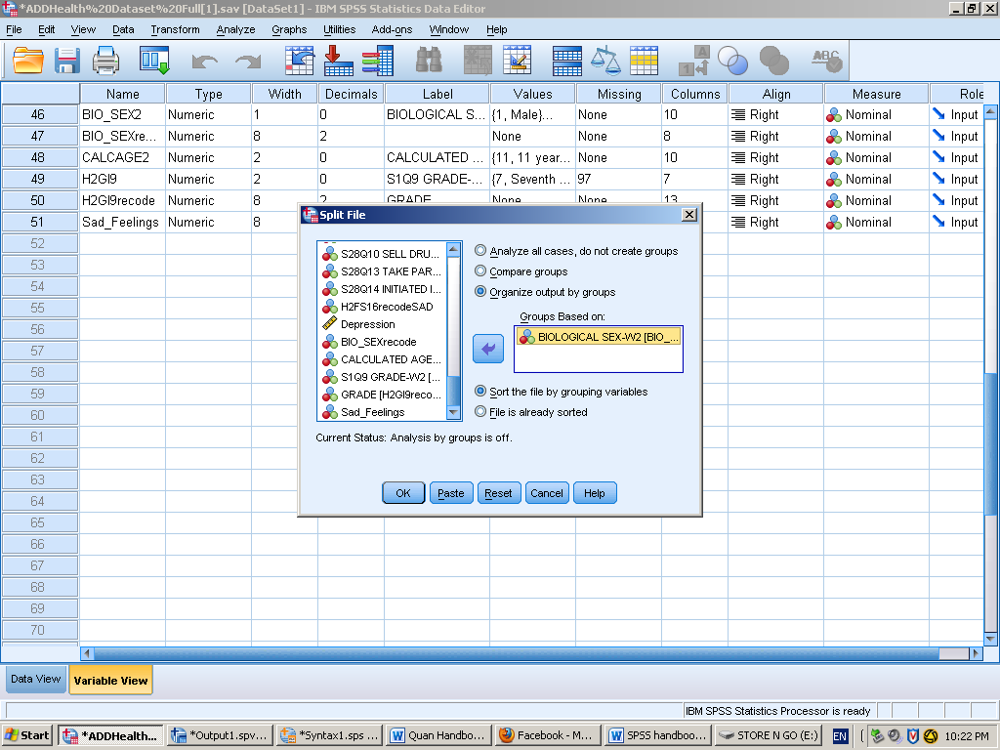 *ADDHealth%20Dataset%20Full[1].sav [DataSet1] - IBM SPSS Statistics Data Editor
File Edit View Data Transform Analyze Graphs Utilities Add-ons Window Help
Name Type Width Decimals Label Values Missing Columns Align Measure Role
46 BIO_SEX2 Numeric 1 0 BIOLOGICAL S... {1, Male}... None 10 Right Nominal Input
47 BIO_SEXre... Numeric 8 2 None None 8 Right Nominal Input
48 CALCAGE2 Numeric 2 0 CALCULATED ... {11, 11 year... None 10 Right Nominal Input
49 H2GI9 Numeric 2 0 S1Q9 GRADE-... {7, Seventh ... 97 7 Right Nominal Input
50 H2GI9recode Numeric 8 2 GRADE None None 13 Right Nominal Input
51 Sad_Feelings Numeric 8 Right Nominal Input
52
53
54
55
56
57
58
59
60
61
62
63
64
65
66
67
68
69
70
Split File
S28Q10 SELL DRU...
S28Q13 TAKE PAR...
S28Q14 INITIATED I...
H2FS16recodeSAD
Depression
BIO_SEXrecode
CALCULATED AGE...
S1Q9 GRADE-W2 [...
GRADE [H2GI9reco...
Sad_Feelings
Analyze all cases, do not create groups
Compare groups
Organize output by groups
Groups Based on:
BIOLOGICAL SEX-W2 [BIO_...
Sort the file by grouping variables
File is already sorted
Current Status: Analysis by groups is off.
OK Paste Reset Cancel Help
Data View Variable View
IBM SPSS Statistics Processor is ready
Start *ADDHealth... *Output1.spv... *Syntax1.sps ... Quan Handbo... Facebook - M... SPSS handboo... STORE N GO (E:) EN 10:22 PM